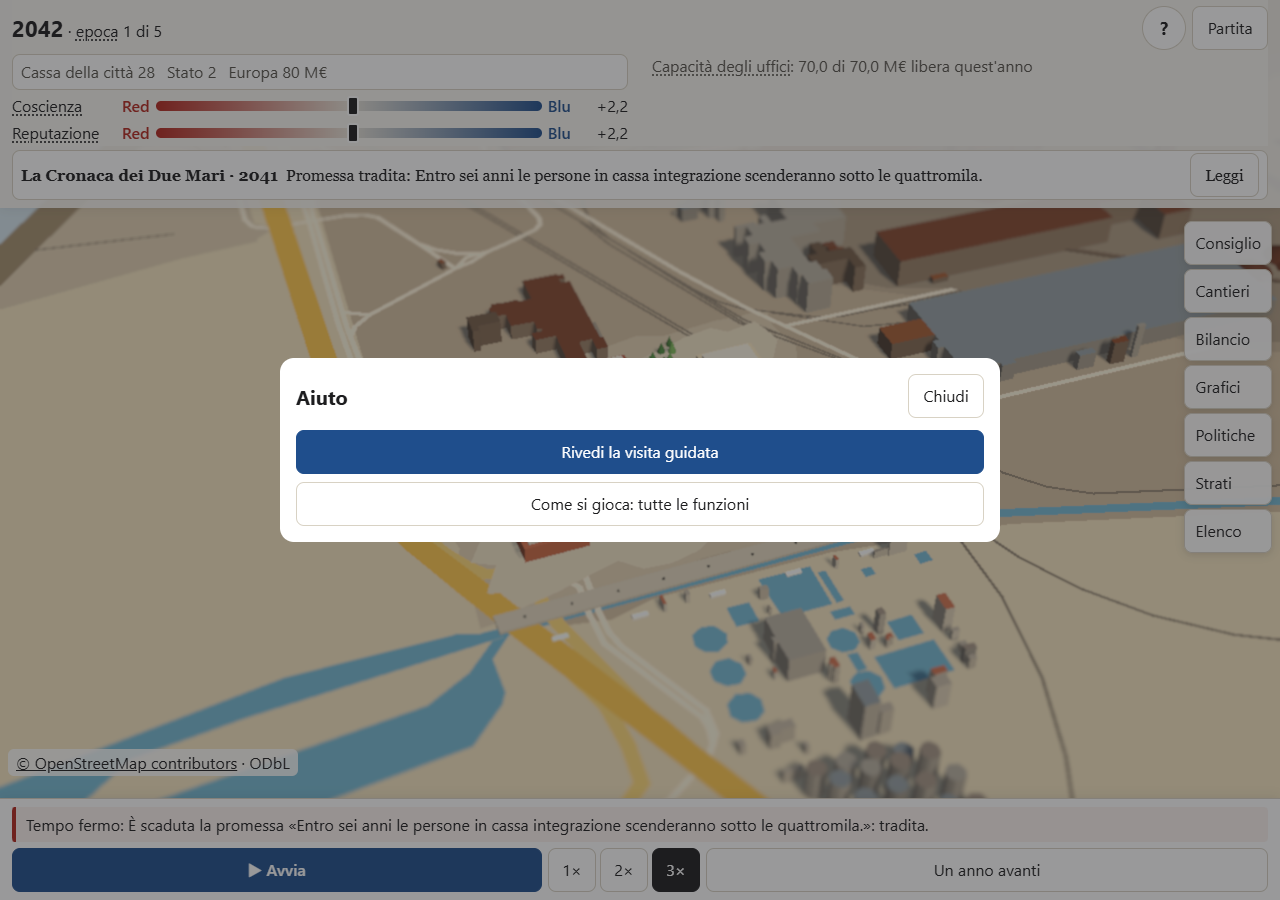 2042 · epoca 1 di 5
?
Partita
Cassa della città 28 Stato 2 Europa 80 M€
Capacità degli uffici: 70,0 di 70,0 M€ libera quest'anno
Coscienza Red Blu +2,2
Reputazione Red Blu +2,2
La Cronaca dei Due Mari · 2041 Promessa tradita: Entro sei anni le persone in cassa integrazione scenderanno sotto le quattromila.
Leggi
Consiglio
Cantieri
Bilancio
Grafici
Politiche
Strati
Elenco
Aiuto
Chiudi
Rivedi la visita guidata
Come si gioca: tutte le funzioni
© OpenStreetMap contributors · ODbL
Tempo fermo: È scaduta la promessa «Entro sei anni le persone in cassa integrazione scenderanno sotto le quattromila.»: tradita.
▶ Avvia
1×
2×
3×
Un anno avanti